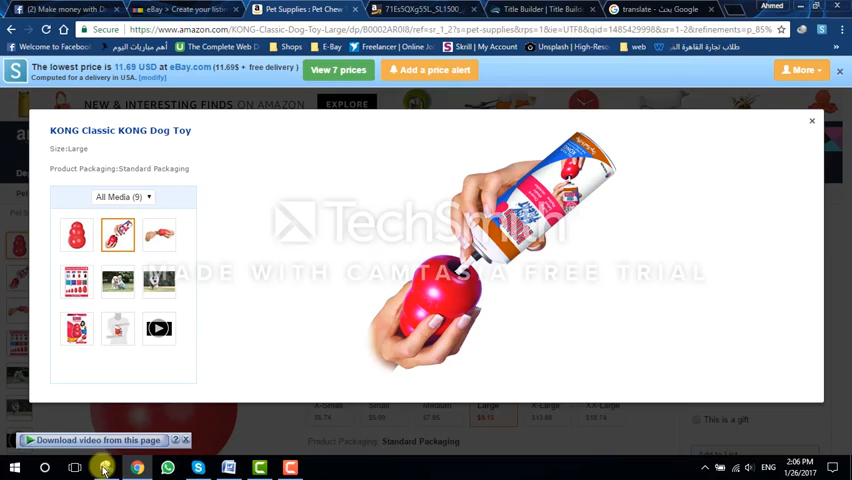 (2) Make money with D
eBay > Create your listin
Pet Supplies : Pet Chew
71Es5QXg55L._SL1500_
Title Builder | Title Buil
translate - بحث Google
Ahmed
Secure
https://www.amazon.com/KONG-Classic-KONG-Dog-Toy-Large/dp/B0002AR0I8/ref=sr_1_2?s=pet-supplies&rps=1&ie=UTF8&qid=1485429998&sr=1-2&refinements=p_85%
Welcome to Facebook
اهم مباريات اليوم
The Complete Web D
Shops
E-Bay
Freelancer | Online Jo
Skrill | My Account
Unsplash | High-Reso
web
طلاب تجارة القاهرة
The lowest price is 11.69 USD at eBay.com (11.69$ + free delivery )
Computed for a delivery in USA. [modify]
View 7 prices
Add a price alert
More
NEW & INTERESTING FINDS ON AMAZON
EXPLORE
KONG Classic KONG Dog Toy
Size:Large
Product Packaging:Standard Packaging
All Media (9)
TechSmith
MADE WITH CAMTASIA FREE TRIAL
X-Small
Small
Medium
Large
X-Large
XX-Large
Product Packaging: Standard Packaging
This is a gift
Download video from this page
ENG
2:06 PM
1/26/2017